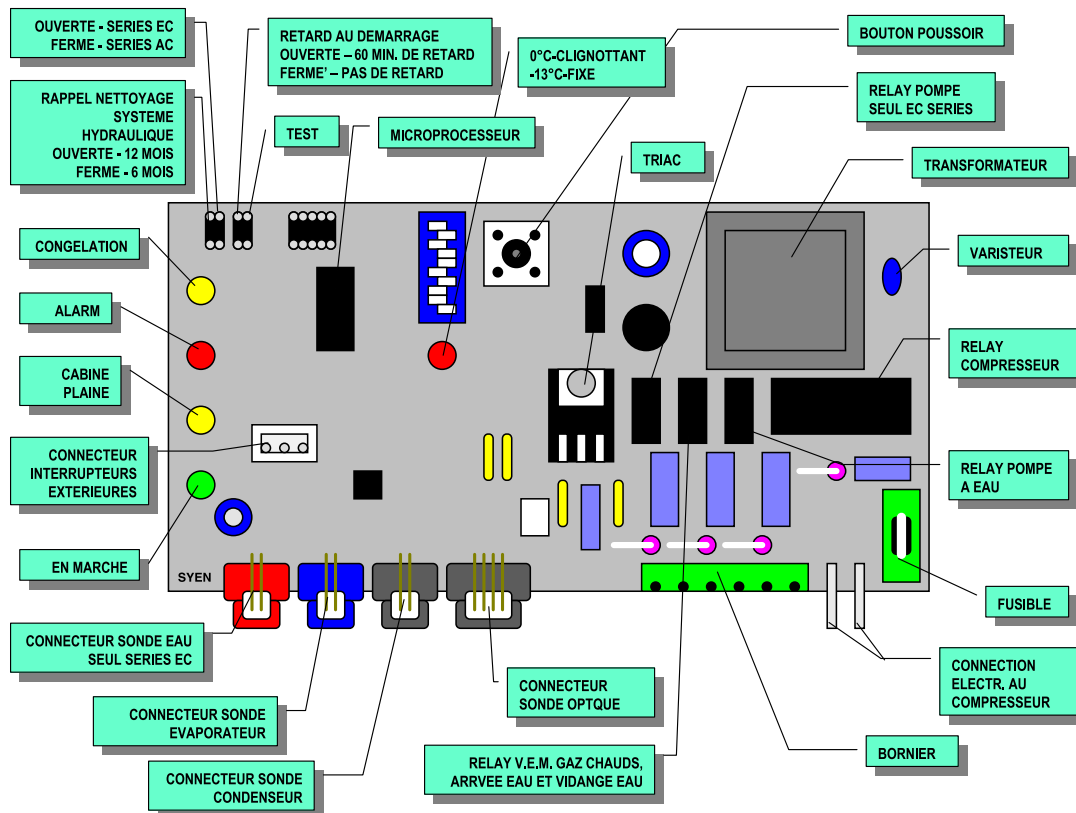 OUVERTE - SERIES EC
FERME - SERIES AC
RETARD AU DEMARRAGE
OUVERTE – 60 MIN. DE RETARD
FERME' – PAS DE RETARD
0°C-CLIGNOTTANT
-13°C-FIXE
BOUTON POUSSOIR
RAPPEL NETTOYAGE
SYSTEME
HYDRAULIQUE
OUVERTE - 12 MOIS
FERME - 6 MOIS
TEST
MICROPROCESSEUR
RELAY POMPE
SEUL EC SERIES
TRIAC
TRANSFORMATEUR
CONGELATION
VARISTEUR
ALARM
RELAY
COMPRESSEUR
CABINE
PLAINE
CONNECTEUR
INTERRUPTEURS
EXTERIEURES
RELAY POMPE
A EAU
EN MARCHE
SYEN
FUSIBLE
CONNECTEUR SONDE EAU
SEUL SERIES EC
CONNECTEUR
SONDE OPTQUE
CONNECTION
ELECTR. AU
COMPRESSEUR
CONNECTEUR SONDE
EVAPORATEUR
RELAY V.E.M. GAZ CHAUDS,
ARRVEE EAU ET VIDANGE EAU
BORNIER
CONNECTEUR SONDE
CONDENSEUR